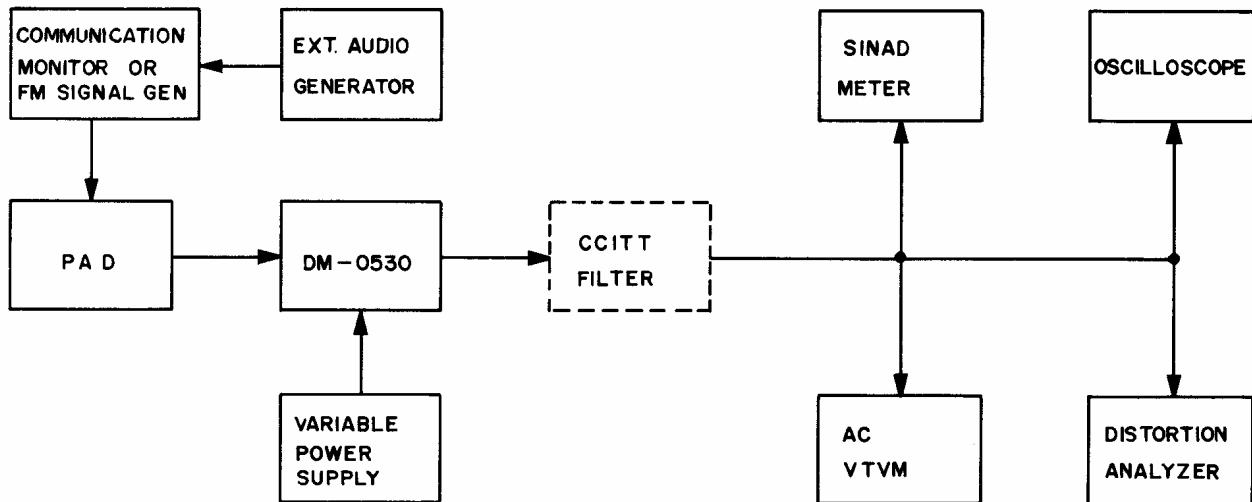 COMMUNICATION
MONITOR OR
FM SIGNAL GEN
EXT. AUDIO
GENERATOR
SINAD
METER
OSCILLOSCOPE
PAD
DM-0530
CCITT
FILTER
VARIABLE
POWER
SUPPLY
AC
VTVM
DISTORTION
ANALYZER